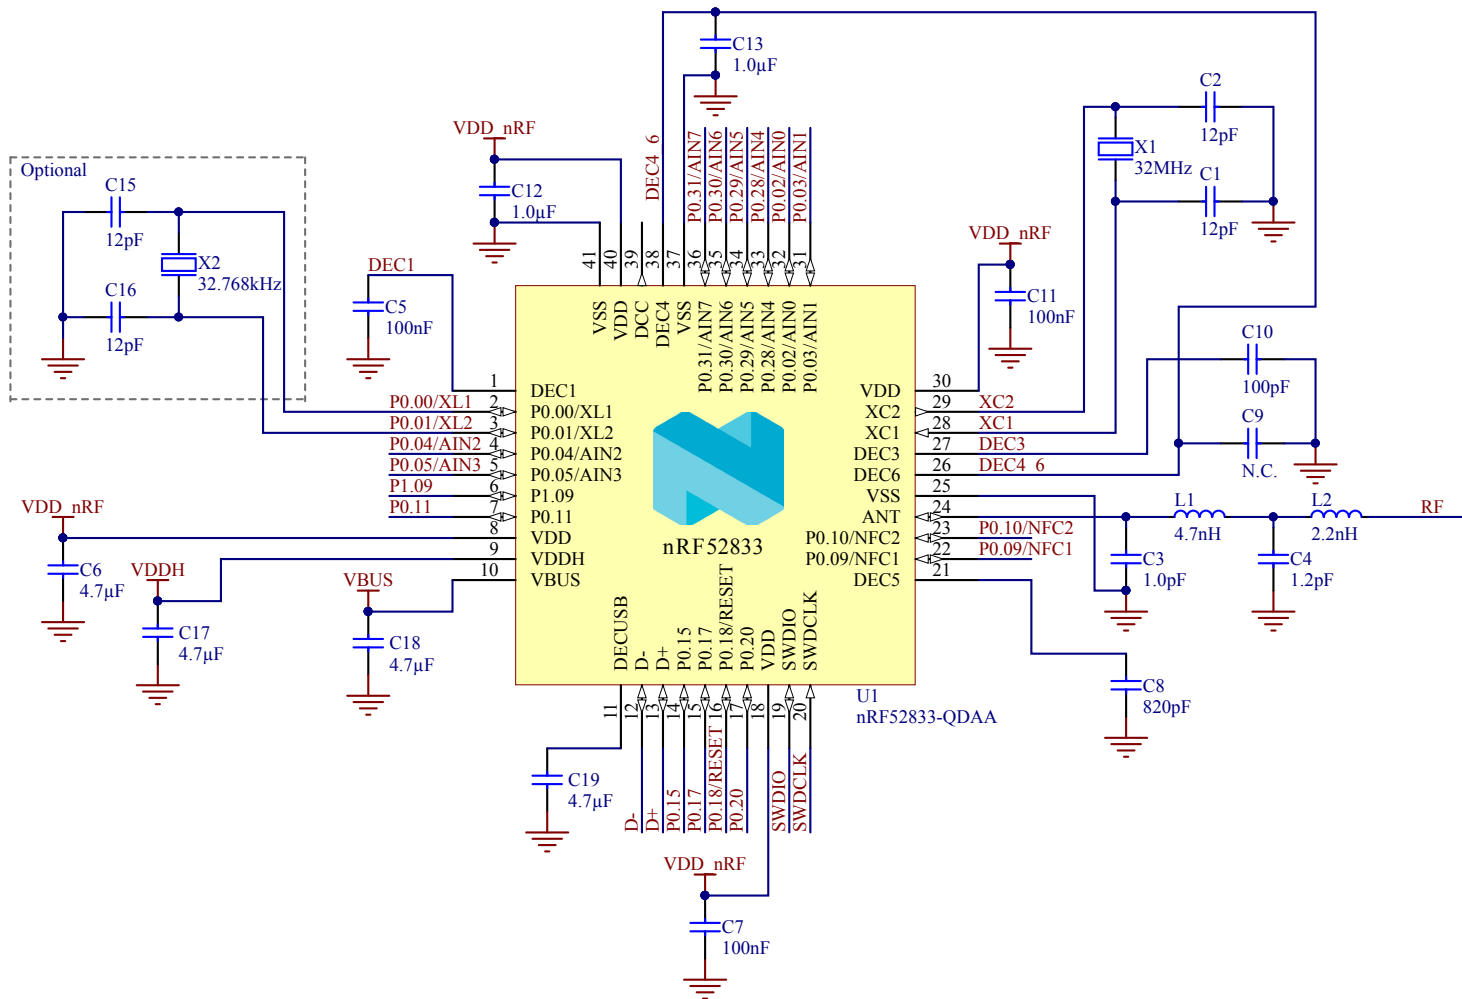 C13
1.0µF
C2
12pF
X1
32MHz
C1
12pF
VDD_nRF
C12
1.0µF
DEC4_6
P0.31/AIN7
P0.30/AIN6
P0.29/AIN5
P0.28/AIN4
P0.02/AIN0
P0.03/AIN1
Optional
C15
12pF
X2
32.768kHz
C16
12pF
DEC1
C5
100nF
VDD_nRF
C11
100nF
C10
100pF
C9
N.C.
41
40
39
38
37
36
35
34
33
32
31
VSS
VDD
DCC
DEC4
VSS
P0.31/AIN7
P0.30/AIN6
P0.29/AIN5
P0.28/AIN4
P0.02/AIN0
P0.03/AIN1
1 DEC1
P0.00/XL1 2 P0.00/XL1
P0.01/XL2 3 P0.01/XL2
P0.04/AIN2 4 P0.04/AIN2
P0.05/AIN3 5 P0.05/AIN3
P1.09 6 P1.09
P0.11 7 P0.11
8 VDD
9 VDDH
10 VBUS
VDD 30
XC2 29 XC2
XC1 28 XC1
DEC3 27 DEC3
DEC6 26 DEC4_6
VSS 25
ANT 24
P0.10/NFC2 23 P0.10/NFC2
P0.09/NFC1 22 P0.09/NFC1
DEC5 21
nRF52833
L1
4.7nH
L2
2.2nH
RF
C3
1.0pF
C4
1.2pF
VDD_nRF
C6
4.7µF
VDDH
C17
4.7µF
VBUS
C18
4.7µF
DECUSB
D-
D+
P0.15
P0.17
P0.18/RESET
P0.20
VDD
SWDIO
SWDCLK
U1
nRF52833-QDAA
C8
820pF
11
12
13
14
15
16
17
18
19
20
C19
4.7µF
D-
D+
P0.15
P0.17
P0.18/RESET
P0.20
SWDIO
SWDCLK
VDD_nRF
C7
100nF